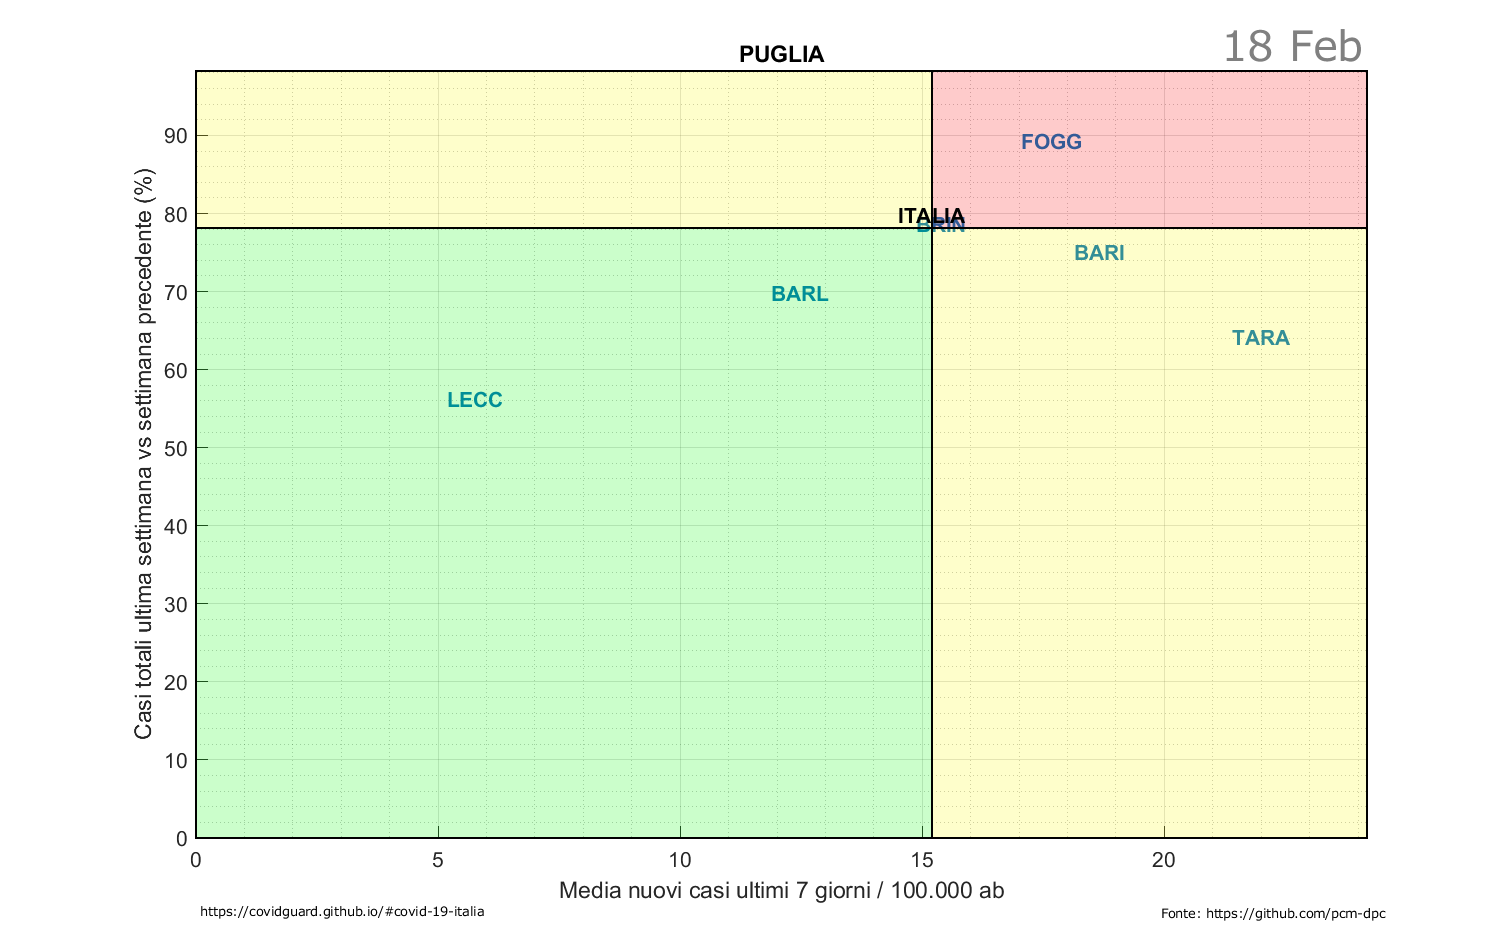 18 Feb
PUGLIA
90
80
70
60
50
40
30
20
10
0
Casi totali ultima settimana vs settimana precedente (%)
FOGG
ITALIA
BRIN
BARI
BARL
TARA
LECC
0 5 10 15 20
Media nuovi casi ultimi 7 giorni / 100.000 ab
https://covidguard.github.io/#covid-19-italia
Fonte: https://github.com/pcm-dpc